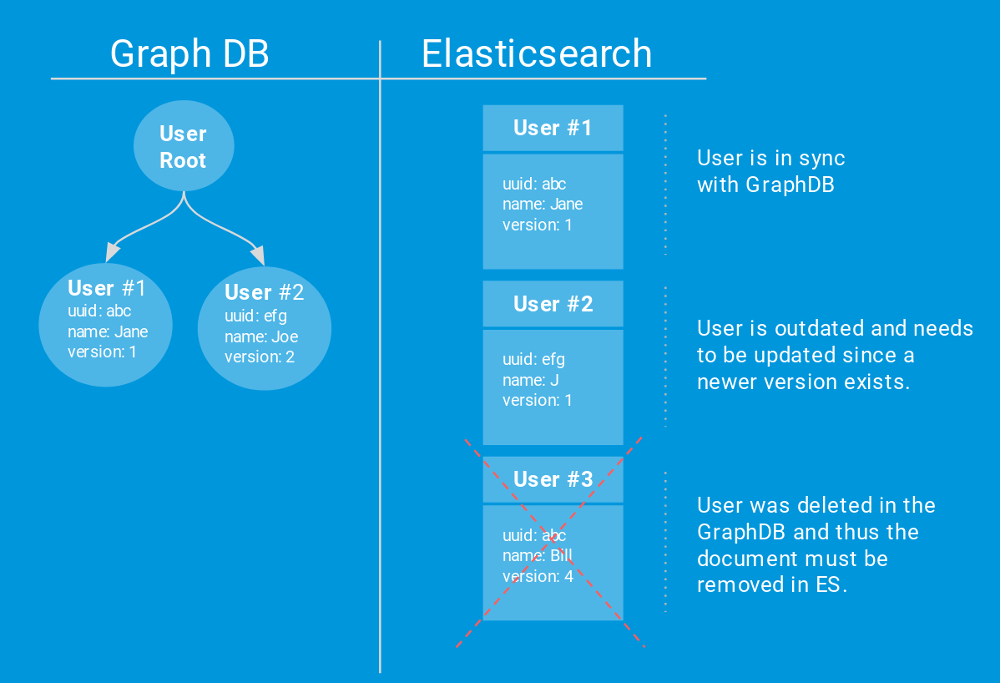 Graph DB
Elasticsearch
User
Root
User #1
uuid: abc
name: Jane
version: 1
User #2
uuid: efg
name: Joe
version: 2
User #1
uuid: abc
name: Jane
version: 1
User is in sync
with GraphDB
User #2
uuid: efg
name: J
version: 1
User is outdated and needs
to be updated since a
newer version exists.
User #3
uuid: abc
name: Bill
version: 4
User was deleted in the
GraphDB and thus the
document must be
removed in ES.